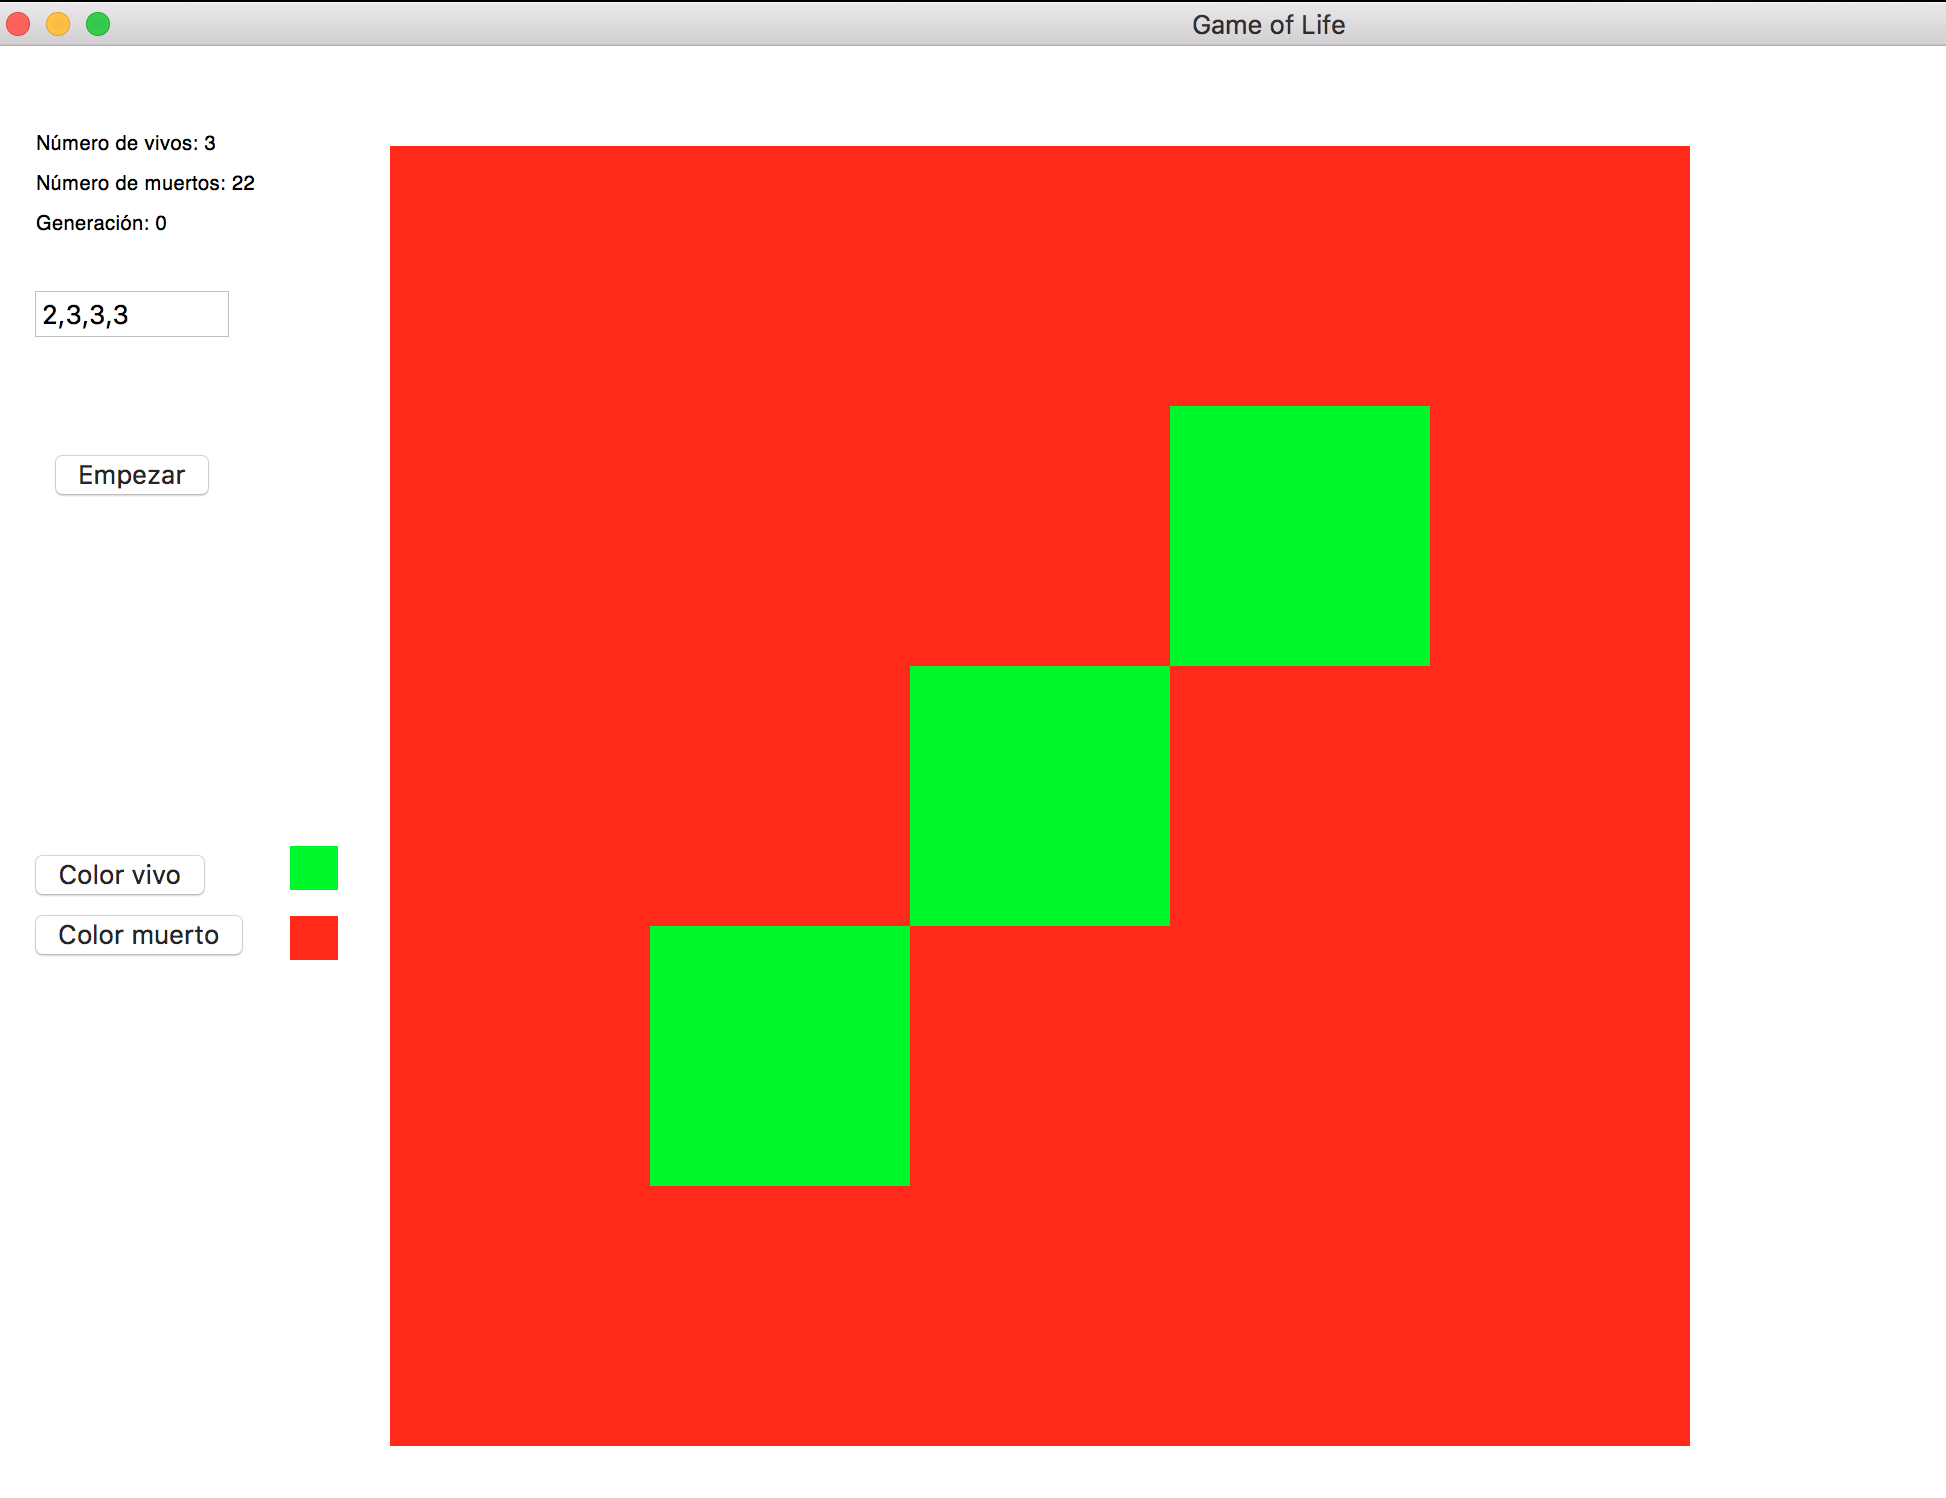 Game of Life
Número de vivos: 3
Número de muertos: 22
Generación: 0
2,3,3,3
Empezar
Color vivo
Color muerto